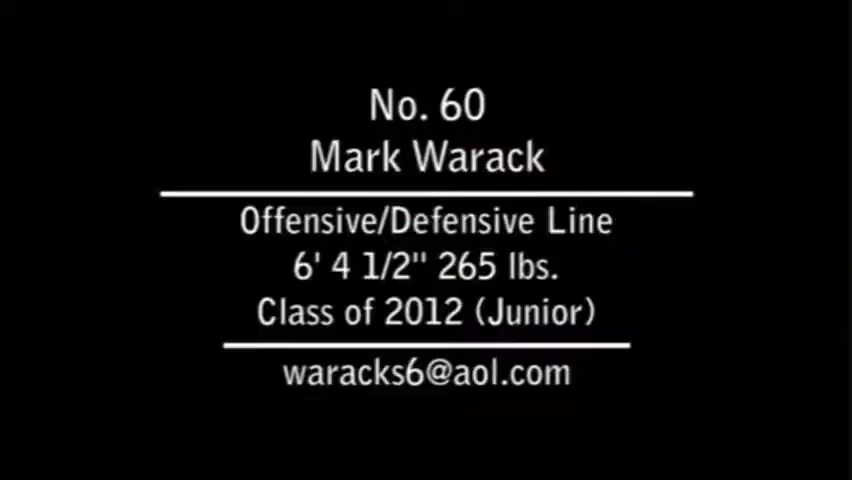 No. 60
Mark Warack
Offensive/Defensive Line
6' 4 1/2" 265 lbs.
Class of 2012 (Junior)
waracks6@aol.com